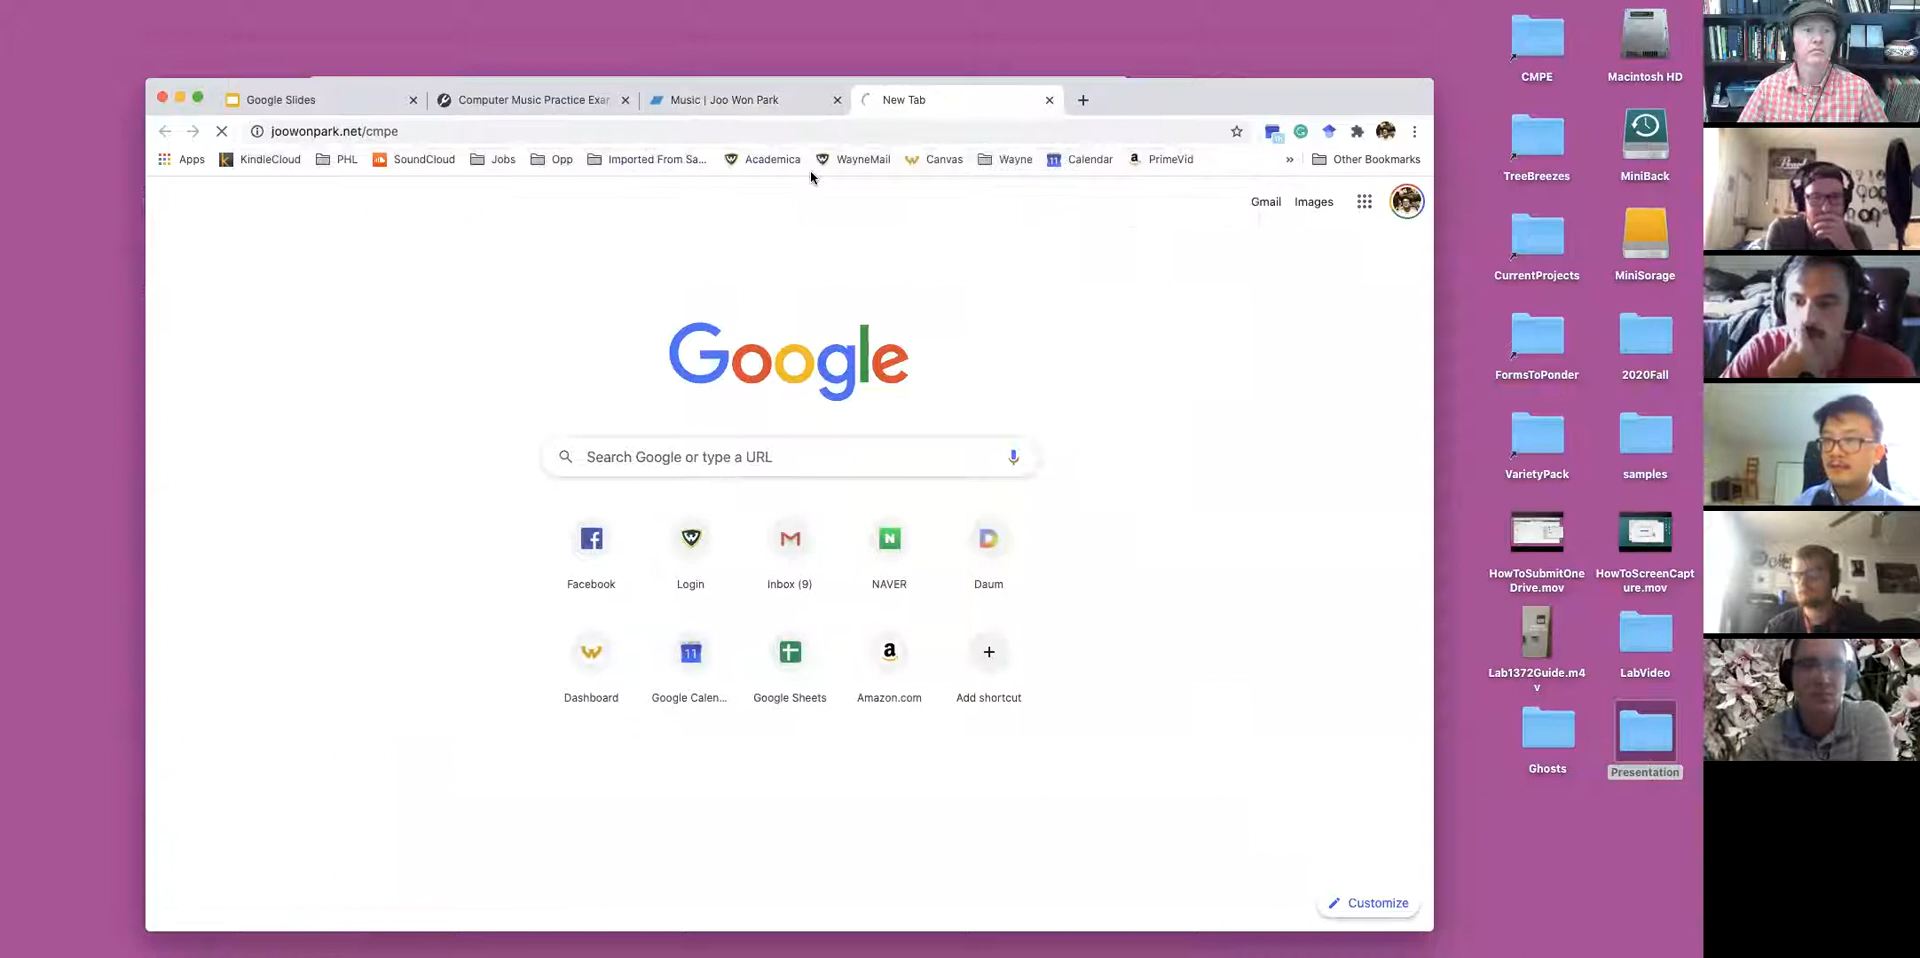 Google Slides
Computer Music Practice Exar
Music | Joo Won Park
New Tab
joowonpark.net/cmpe
Apps
KindleCloud
PHL
SoundCloud
Jobs
Opp
Imported From Sa...
Academica
WayneMail
Canvas
Wayne
11
Calendar
a
PrimeVid
»
Other Bookmarks
Gmail
Images
Google
Search Google or type a URL
Facebook
Login
Inbox (9)
N
NAVER
D
Daum
Dashboard
11
Google Calen...
Google Sheets
a
Amazon.com
Add shortcut
Customize
CMPE
Macintosh HD
TreeBreezes
MiniBack
CurrentProjects
MiniSorage
FormsToPonder
2020Fall
VarietyPack
samples
HowToSubmitOne
Drive.mov
HowToScreenCapt
ure.mov
Lab1372Guide.m4
v
LabVideo
Ghosts
Presentation